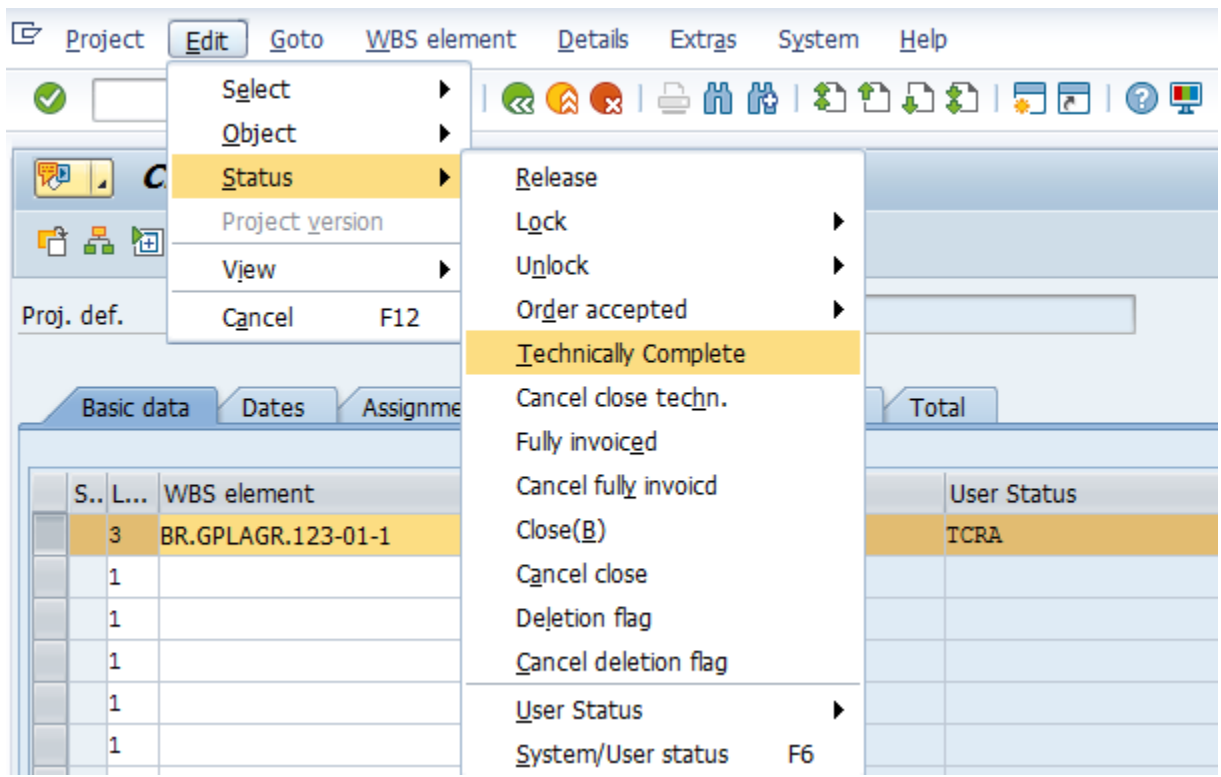 Project Edit Goto WBS element Details Extras System Help
Select
Object
Status
Project version
View
Cancel F12
Release
Lock
Unlock
Order accepted
Technically Complete
Cancel close techn.
Fully invoiced
Cancel fully invoicd
Close(B)
Cancel close
Deletion flag
Cancel deletion flag
User Status
System/User status F6
C
Proj. def.
Basic data Dates Assignme Total
S.. L... WBS element User Status
3 BR.GPLAGR.123-01-1 TCRA
1
1
1
1
1